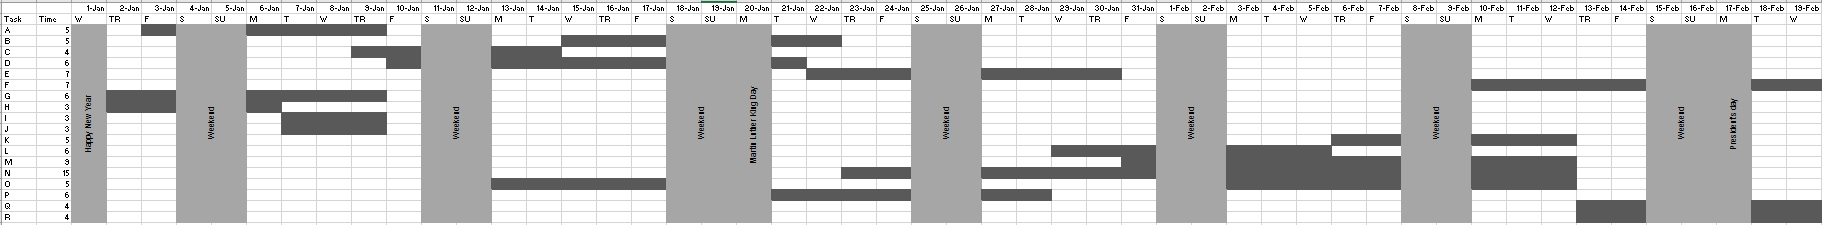 1-Jan 2-Jan 3-Jan 4-Jan 5-Jan 6-Jan 7-Jan 8-Jan 9-Jan 10-Jan 11-Jan 12-Jan 13-Jan 14-Jan 15-Jan 16-Jan 17-Jan 18-Jan 19-Jan 20-Jan 21-Jan 22-Jan 23-Jan 24-Jan 25-Jan 26-Jan 27-Jan 28-Jan 29-Jan 30-Jan 31-Jan 1-Feb 2-Feb 3-Feb 4-Feb 5-Feb 6-Feb 7-Feb 8-Feb 9-Feb 10-Feb 11-Feb 12-Feb 13-Feb 14-Feb 15-Feb 16-Feb 17-Feb 18-Feb 19-Feb
Task Time W TR F S SU M T W TR F S SU M T W TR F S SU M T W TR F S SU M T W TR F S SU M T W TR F S SU M T W TR F S SU M T W
A 5
B 5
C 4
D 6
E 7
F 7
G 6
H 3
I 3
J 3
K 5
L 6
M 9
N 15
O 5
P 6
Q 4
R 4
Happy New Year
Weekend
Weekend
Weekend
Martin Luther King Day
Weekend
Weekend
Weekend
Weekend
President's day